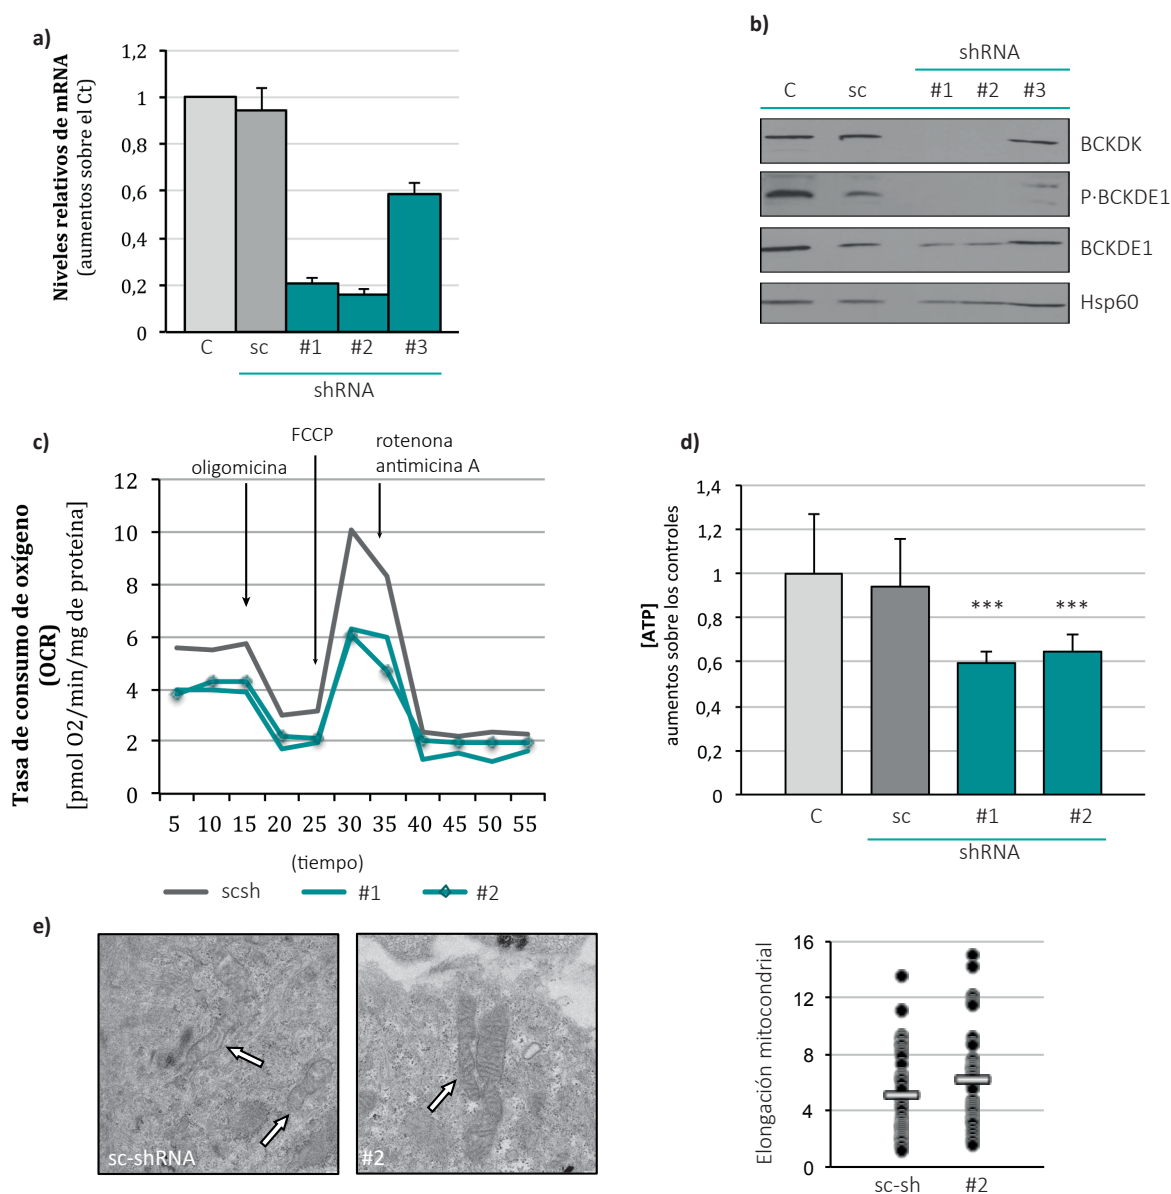 a)
Niveles relativos de mRNA
(aumentos sobre el Ct)
1,2
1
0,8
0,6
0,4
0,2
0
C sc #1 #2 #3
shRNA
b)
shRNA
C sc #1 #2 #3
BCKDK
P·BCKDE1
BCKDE1
Hsp60
c)
FCCP
oligomicina
rotenona
antimicina A
Tasa de consumo de oxígeno
(OCR)
[pmol O2/min/mg de proteína]
12
10
8
6
4
2
0
5 10 15 20 25 30 35 40 45 50 55
(tiempo)
scsh #1 #2
d)
[ATP]
aumentos sobre los controles
1,4
1,2
1
0,8
0,6
0,4
0,2
0
*** ***
C sc #1 #2
shRNA
e)
sc-shRNA
#2
Elongación mitocondrial
16
12
8
4
0
sc-sh #2